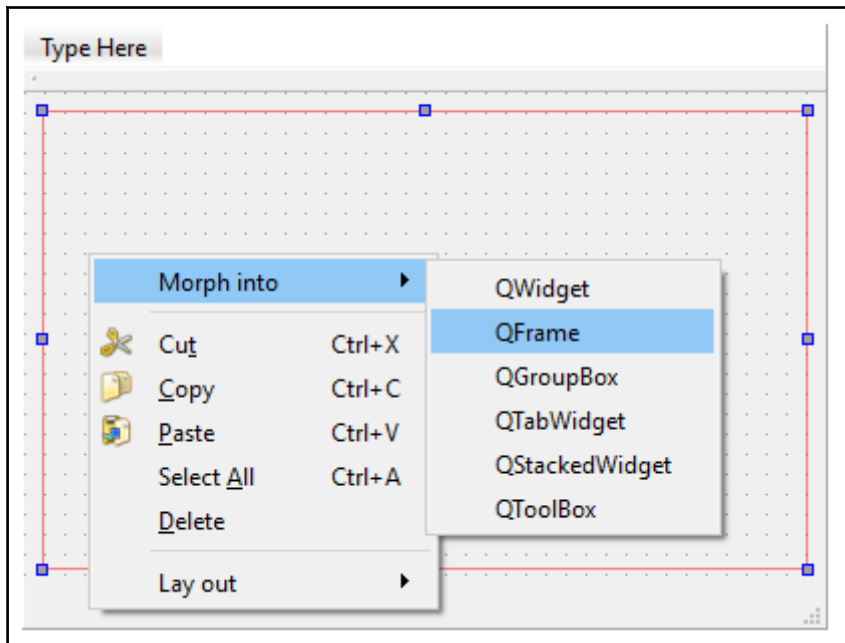 Type Here
Morph into
Cut Ctrl+X
Copy Ctrl+C
Paste Ctrl+V
Select All Ctrl+A
Delete
Lay out
QWidget
QFrame
QGroupBox
QTabWidget
QStackedWidget
QToolBox